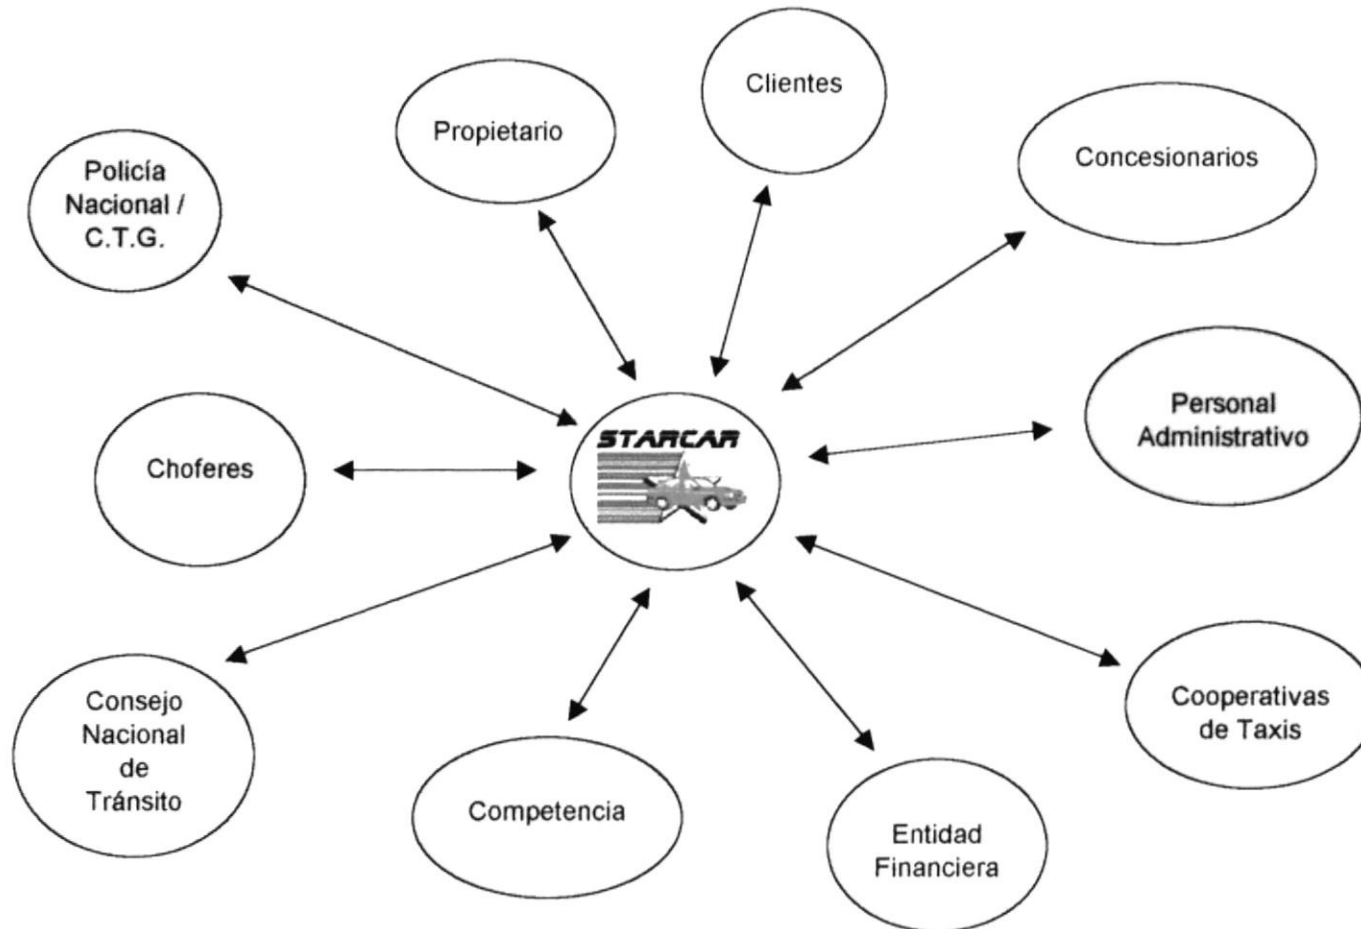 Clientes
Propietario
Concesionarios
Policía
Nacional /
C.T.G.
Personal
Administrativo
STARCAR
Choferes
Consejo
Nacional
de
Tránsito
Cooperativas
de Taxis
Competencia
Entidad
Financiera